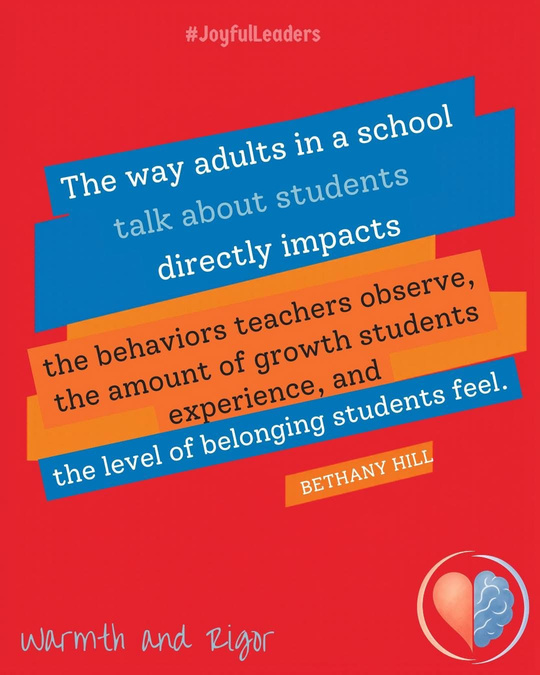 #JoyfulLeaders
The way adults in a school
talk about students
directly impacts
the behaviors teachers observe,
the amount of growth students
experience, and
the level of belonging students feel.
BETHANY HILL
Warmth and Rigor